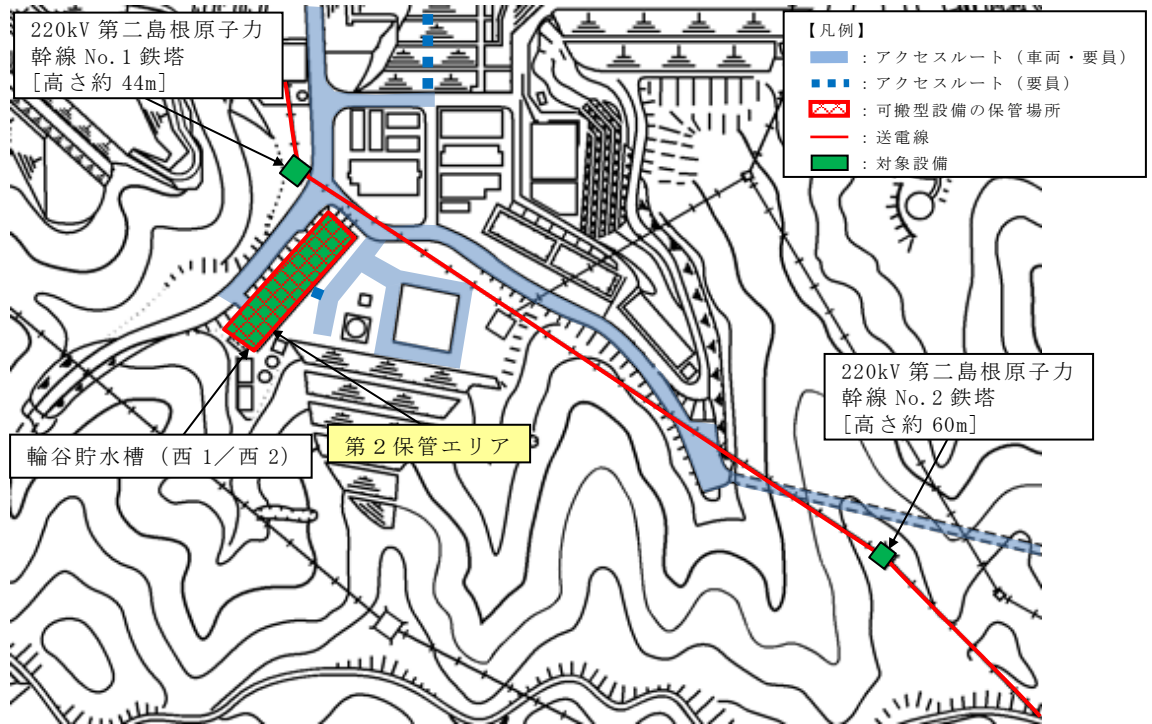 220kV 第二島根原子力
幹線 No.1 鉄塔
[高さ約 44m]
【凡例】
：アクセスルート（車両・要員）
：アクセスルート（要員）
：可搬型設備の保管場所
：送電線
：対象設備
220kV 第二島根原子力
幹線 No.2 鉄塔
[高さ約 60m]
輪谷貯水槽（西 1／西 2）
第２保管エリア